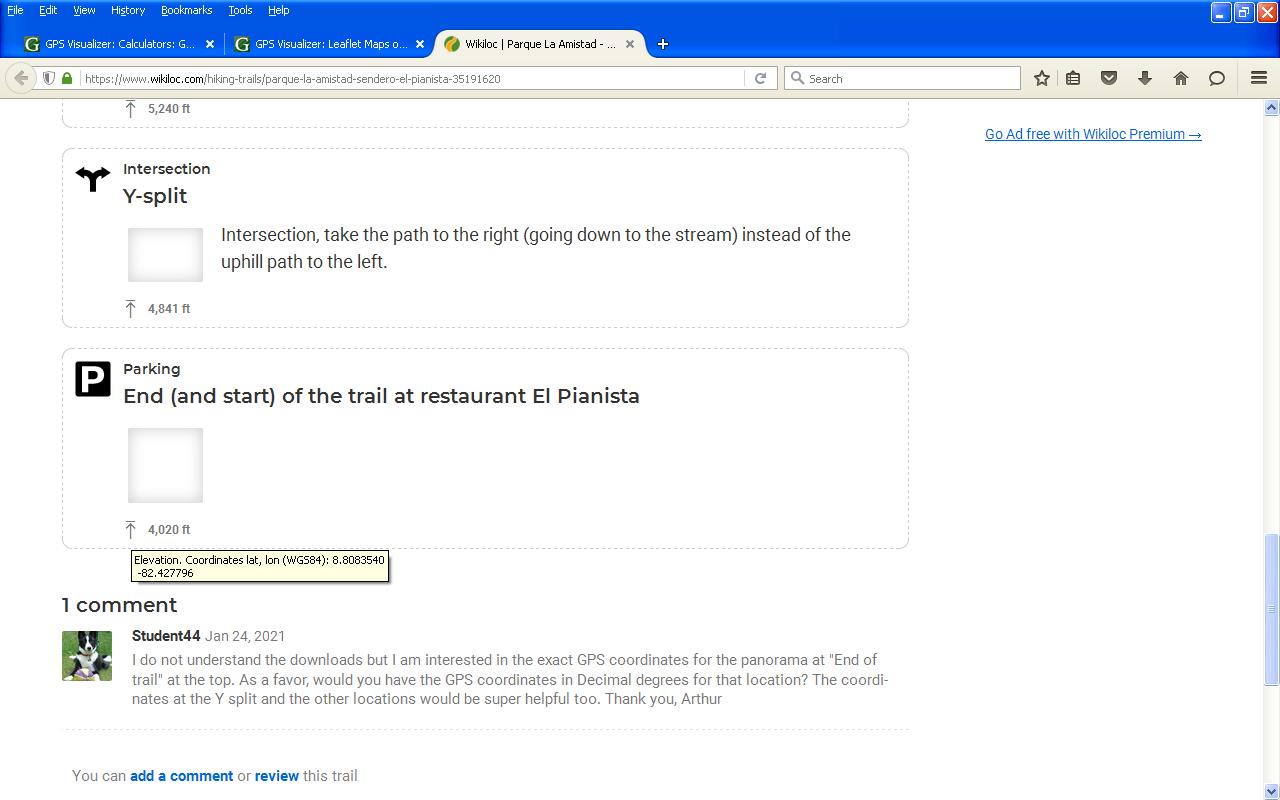 File Edit View History Bookmarks Tools Help
GPS Visualizer: Calculators: G...
GPS Visualizer: Leaflet Maps o...
Wikiloc | Parque La Amistad - ...
https://www.wikiloc.com/hiking-trails/parque-la-amistad-sendero-el-pianista-35191620
Search
5,240 ft
Go Ad free with Wikiloc Premium →
Intersection
Y-split
Intersection, take the path to the right (going down to the stream) instead of the
uphill path to the left.
4,841 ft
P
Parking
End (and start) of the trail at restaurant El Pianista
4,020 ft
Elevation. Coordinates lat, lon (WGS84): 8.8083540
-82.427796
1 comment
Student44 Jan 24, 2021
I do not understand the downloads but I am interested in the exact GPS coordinates for the panorama at "End of
trail" at the top. As a favor, would you have the GPS coordinates in Decimal degrees for that location? The coordi-
nates at the Y split and the other locations would be super helpful too. Thank you, Arthur
You can add a comment or review this trail